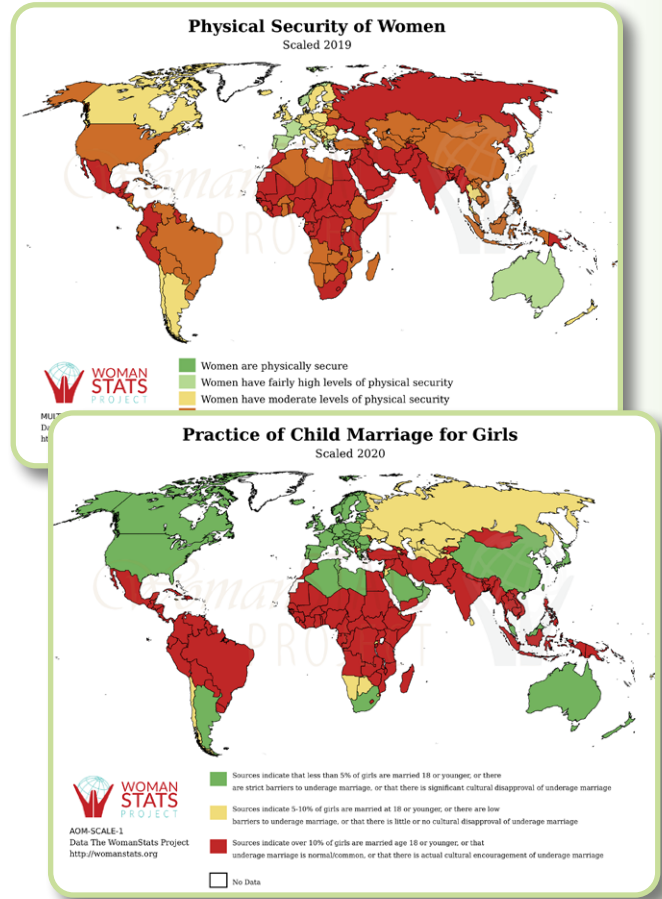 Physical Security of Women
Scaled 2019
Woman
PROJECT
WOMAN
STATS
PROJECT
Women are physically secure
Women have fairly high levels of physical security
Women have moderate levels of physical security
MUL
Da
ht
Practice of Child Marriage for Girls
Scaled 2020
Woman
PROJECT
WOMAN
STATS
PROJECT
AOM-SCALE-1
Data The WomanStats Project
http://womanstats.org
Sources indicate that less than 5% of girls are married 18 or younger, or there
are strict barriers to underage marriage, or that there is significant cultural disapproval of underage marriage
Sources indicate 5-10% of girls are married at 18 or younger, or there are low
barriers to underage marriage, or that there is little or no cultural disapproval of underage marriage
Sources indicate over 10% of girls are married age 18 or younger, or that
underage marriage is normal/common, or that there is actual cultural encouragement of underage marriage
No Data